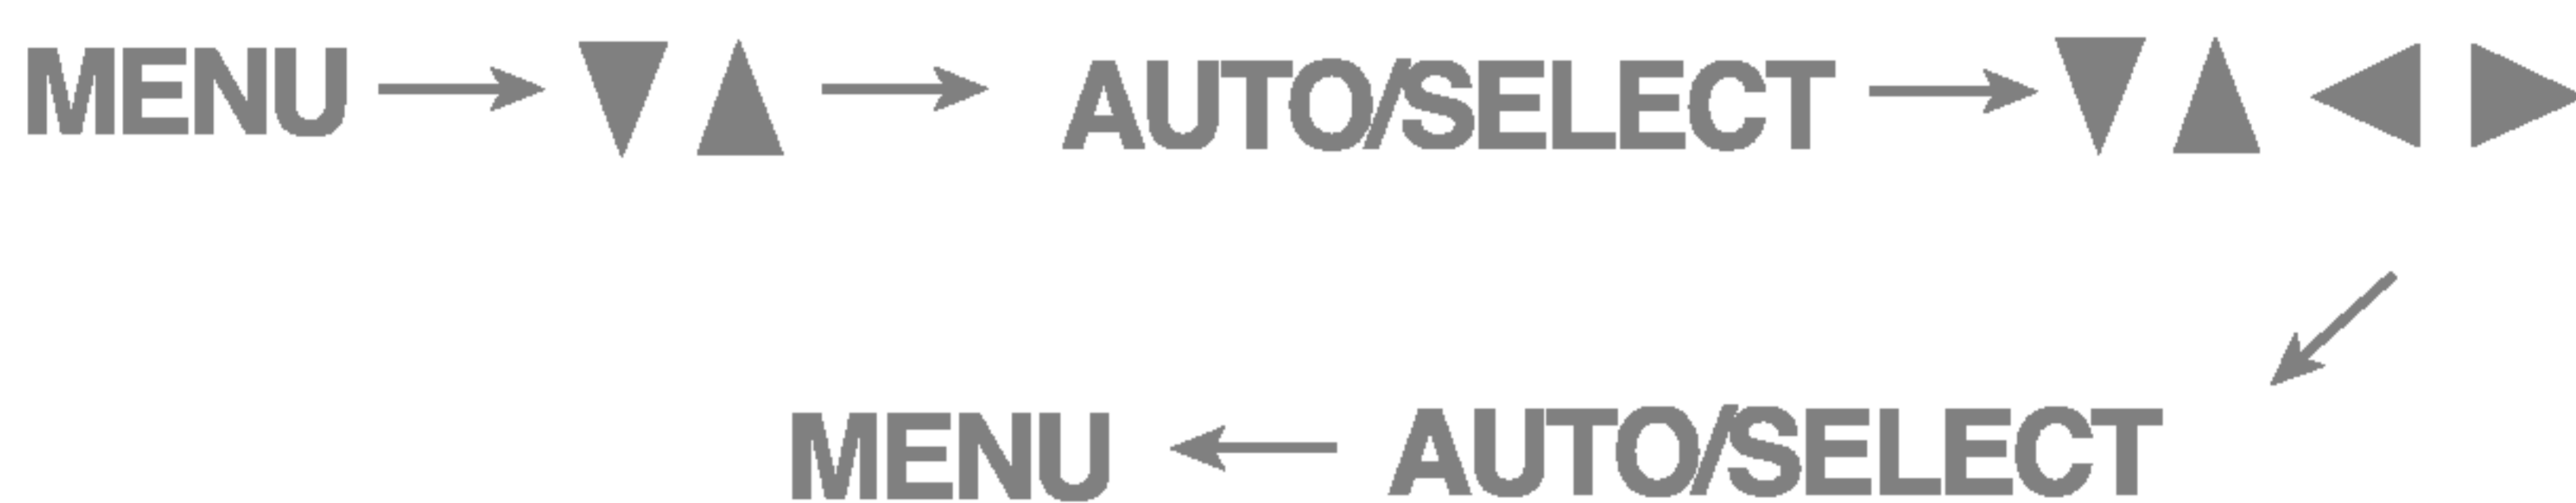 MENU → ▼ ▲ → AUTO/SELECT → ▼ ▲ ◀ ▶
MENU ← AUTO/SELECT